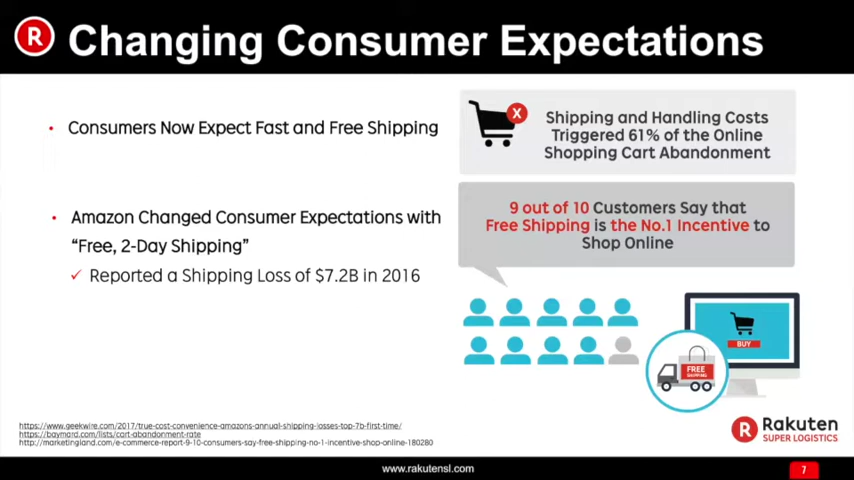 R Changing Consumer Expectations
• Consumers Now Expect Fast and Free Shipping
• Amazon Changed Consumer Expectations with
“Free, 2-Day Shipping”
✓ Reported a Shipping Loss of $7.2B in 2016
X
Shipping and Handling Costs
Triggered 61% of the Online
Shopping Cart Abandonment
9 out of 10 Customers Say that
Free Shipping is the No.1 Incentive to
Shop Online
BUY
FREE
SHIPPING
https://www.geekwire.com/2017/true-cost-convenience-amazons-annual-shipping-losses-top-7b-first-time/
https://baymard.com/lists/cart-abandonment-rate
http://marketingland.com/e-commerce-report-9-10-consumers-say-free-shipping-no-1-incentive-shop-online-180280
R Rakuten
SUPER LOGISTICS
www.rakutensl.com
7